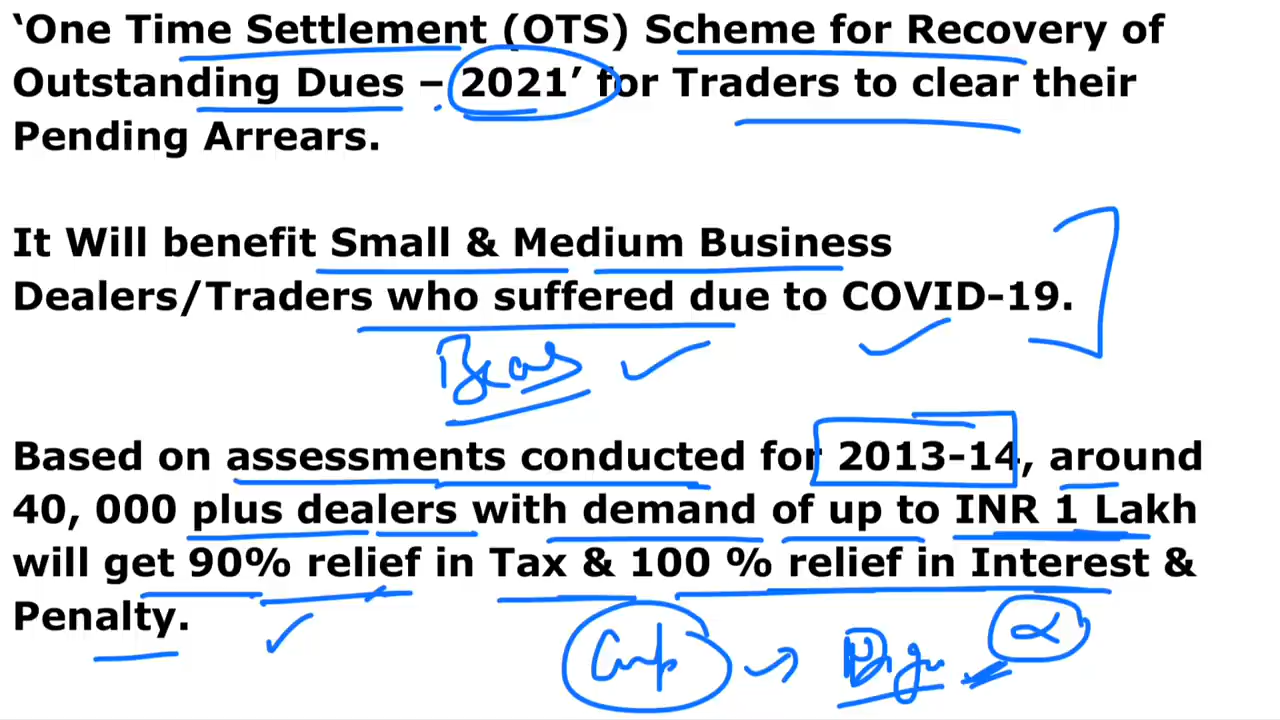 ‘One Time Settlement (OTS) Scheme for Recovery of
Outstanding Dues – 2021’ for Traders to clear their
Pending Arrears.
It Will benefit Small & Medium Business
Dealers/Traders who suffered due to COVID-19.
Based on assessments conducted for 2013-14, around
40, 000 plus dealers with demand of up to INR 1 Lakh
will get 90% relief in Tax & 100 % relief in Interest &
Penalty.